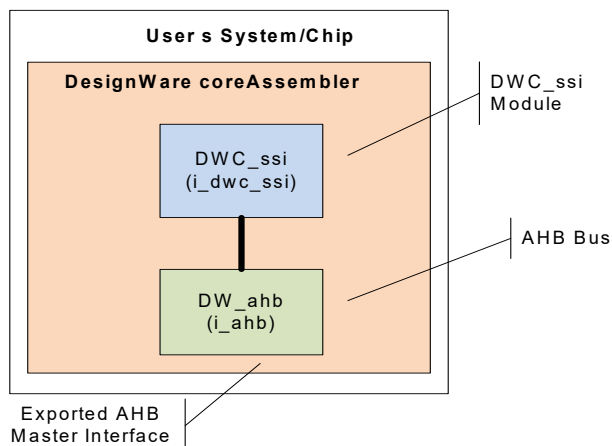 User s System/Chip
DesignWare coreAssembler
DWC_ssi
Module
DWC_ssi
(i_dwc_ssi)
AHB Bus
DW_ahb
(i_ahb)
Exported AHB
Master Interface